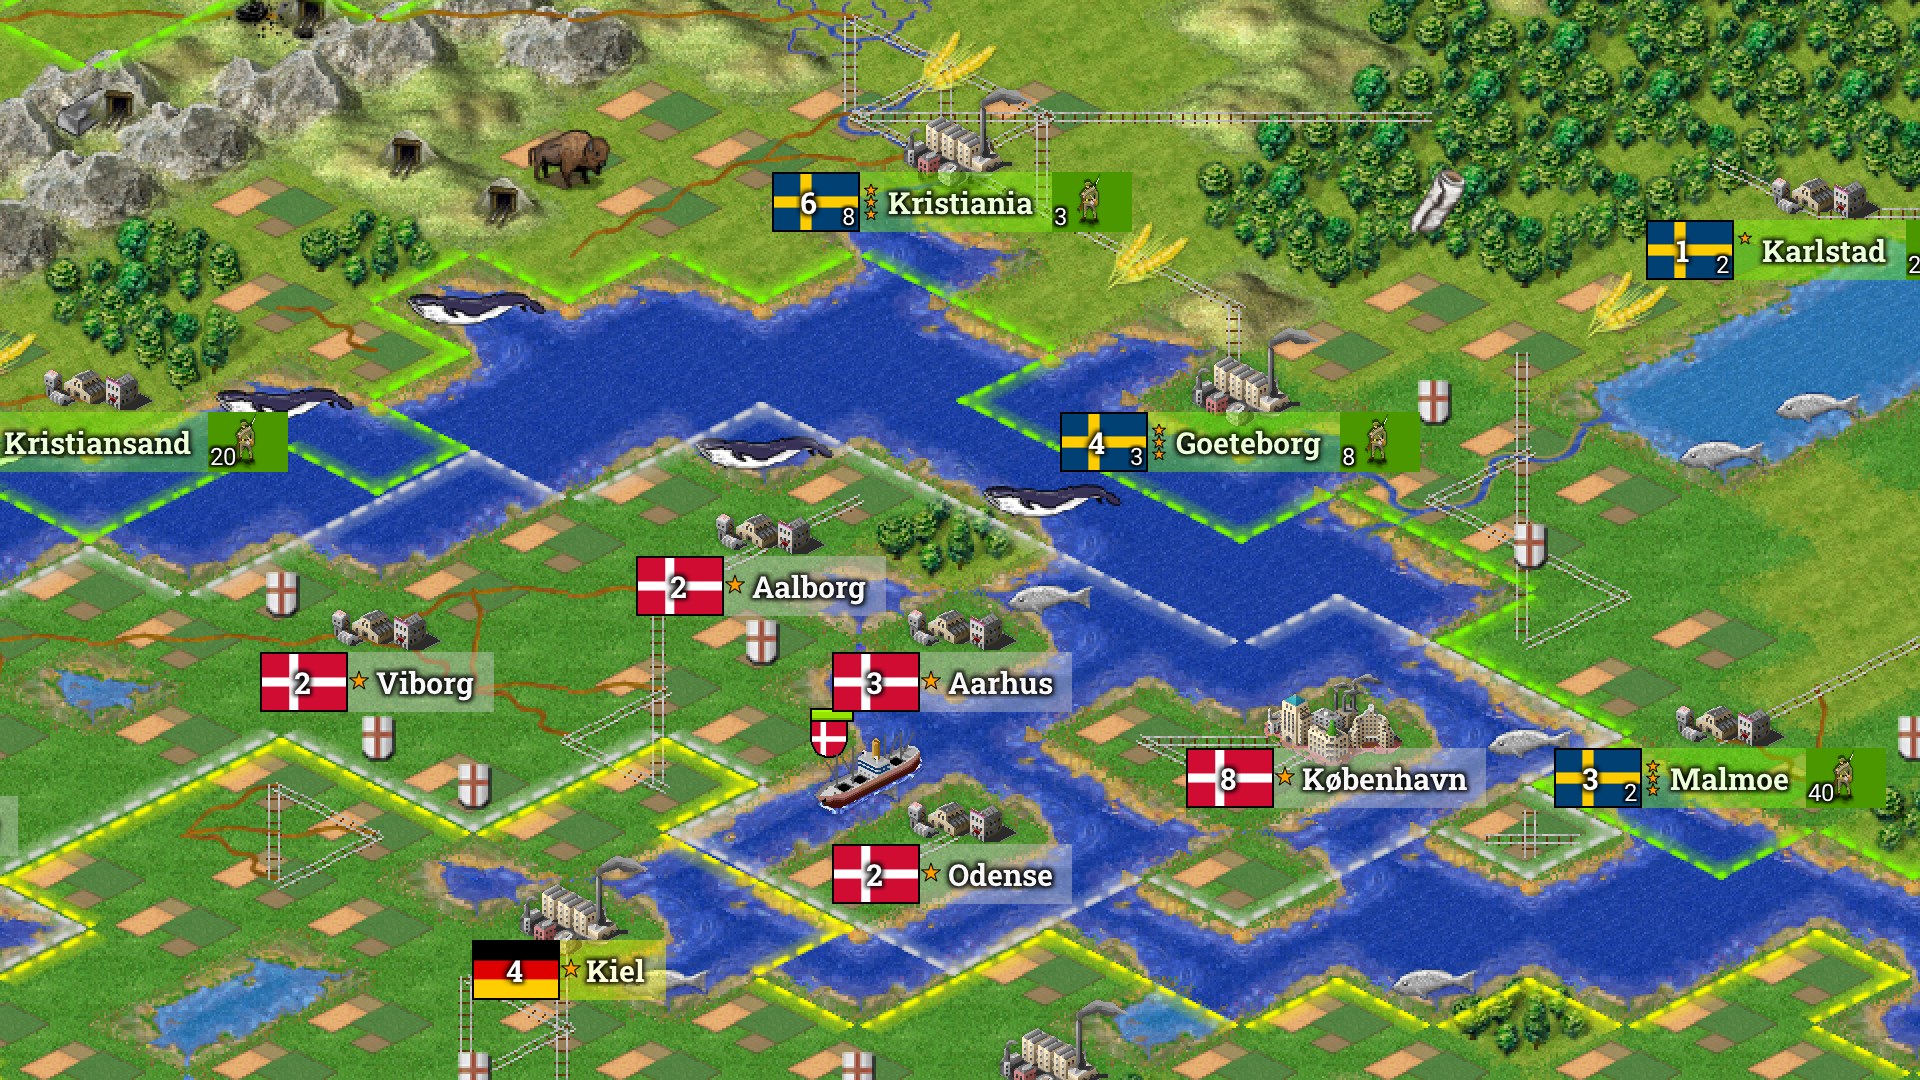 6 8 Kristiania 3
1 2 Karlstad 2
Kristiansand 20
4 3 Goeteborg 8
2 Aalborg
2 Viborg
3 Aarhus
8 København
3 2 Malmoe 40
2 Odense
4 Kiel